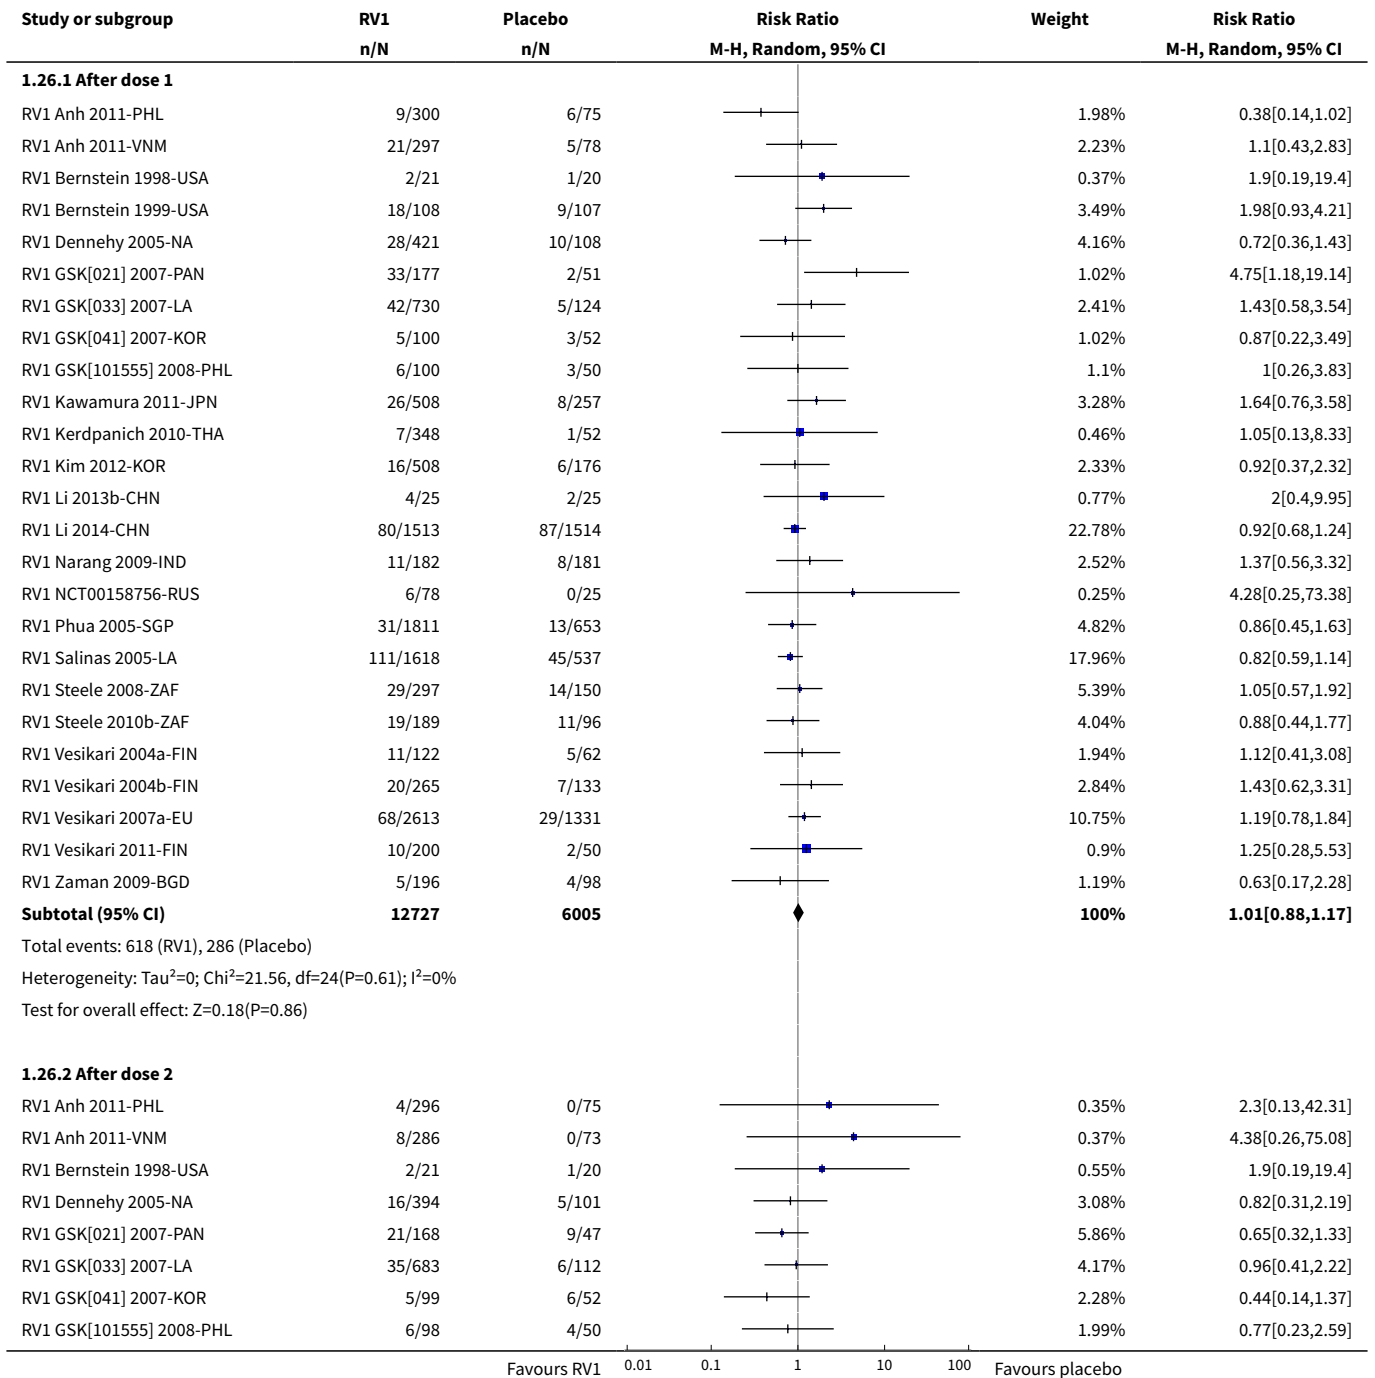 Study or subgroup RV1 Placebo Risk Ratio Weight Risk Ratio
n/N n/N M-H, Random, 95% CI M-H, Random, 95% CI
1.26.1 After dose 1
RV1 Anh 2011-PHL 9/300 6/75 1.98% 0.38[0.14,1.02]
RV1 Anh 2011-VNM 21/297 5/78 2.23% 1.1[0.43,2.83]
RV1 Bernstein 1998-USA 2/21 1/20 0.37% 1.9[0.19,19.4]
RV1 Bernstein 1999-USA 18/108 9/107 3.49% 1.98[0.93,4.21]
RV1 Dennehy 2005-NA 28/421 10/108 4.16% 0.72[0.36,1.43]
RV1 GSK[021] 2007-PAN 33/177 2/51 1.02% 4.75[1.18,19.14]
RV1 GSK[033] 2007-LA 42/730 5/124 2.41% 1.43[0.58,3.54]
RV1 GSK[041] 2007-KOR 5/100 3/52 1.02% 0.87[0.22,3.49]
RV1 GSK[101555] 2008-PHL 6/100 3/50 1.1% 1[0.26,3.83]
RV1 Kawamura 2011-JPN 26/508 8/257 3.28% 1.64[0.76,3.58]
RV1 Kerdpanich 2010-THA 7/348 1/52 0.46% 1.05[0.13,8.33]
RV1 Kim 2012-KOR 16/508 6/176 2.33% 0.92[0.37,2.32]
RV1 Li 2013b-CHN 4/25 2/25 0.77% 2[0.4,9.95]
RV1 Li 2014-CHN 80/1513 87/1514 22.78% 0.92[0.68,1.24]
RV1 Narang 2009-IND 11/182 8/181 2.52% 1.37[0.56,3.32]
RV1 NCT00158756-RUS 6/78 0/25 0.25% 4.28[0.25,73.38]
RV1 Phua 2005-SGP 31/1811 13/653 4.82% 0.86[0.45,1.63]
RV1 Salinas 2005-LA 111/1618 45/537 17.96% 0.82[0.59,1.14]
RV1 Steele 2008-ZAF 29/297 14/150 5.39% 1.05[0.57,1.92]
RV1 Steele 2010b-ZAF 19/189 11/96 4.04% 0.88[0.44,1.77]
RV1 Vesikari 2004a-FIN 11/122 5/62 1.94% 1.12[0.41,3.08]
RV1 Vesikari 2004b-FIN 20/265 7/133 2.84% 1.43[0.62,3.31]
RV1 Vesikari 2007a-EU 68/2613 29/1331 10.75% 1.19[0.78,1.84]
RV1 Vesikari 2011-FIN 10/200 2/50 0.9% 1.25[0.28,5.53]
RV1 Zaman 2009-BGD 5/196 4/98 1.19% 0.63[0.17,2.28]
Subtotal (95% CI) 12727 6005 100% 1.01[0.88,1.17]
Total events: 618 (RV1), 286 (Placebo)
Heterogeneity: Tau²=0; Chi²=21.56, df=24(P=0.61); I²=0%
Test for overall effect: Z=0.18(P=0.86)
1.26.2 After dose 2
RV1 Anh 2011-PHL 4/296 0/75 0.35% 2.3[0.13,42.31]
RV1 Anh 2011-VNM 8/286 0/73 0.37% 4.38[0.26,75.08]
RV1 Bernstein 1998-USA 2/21 1/20 0.55% 1.9[0.19,19.4]
RV1 Dennehy 2005-NA 16/394 5/101 3.08% 0.82[0.31,2.19]
RV1 GSK[021] 2007-PAN 21/168 9/47 5.86% 0.65[0.32,1.33]
RV1 GSK[033] 2007-LA 35/683 6/112 4.17% 0.96[0.41,2.22]
RV1 GSK[041] 2007-KOR 5/99 6/52 2.28% 0.44[0.14,1.37]
RV1 GSK[101555] 2008-PHL 6/98 4/50 1.99% 0.77[0.23,2.59]
Favours RV1 0.01 0.1 1 10 100 Favours placebo